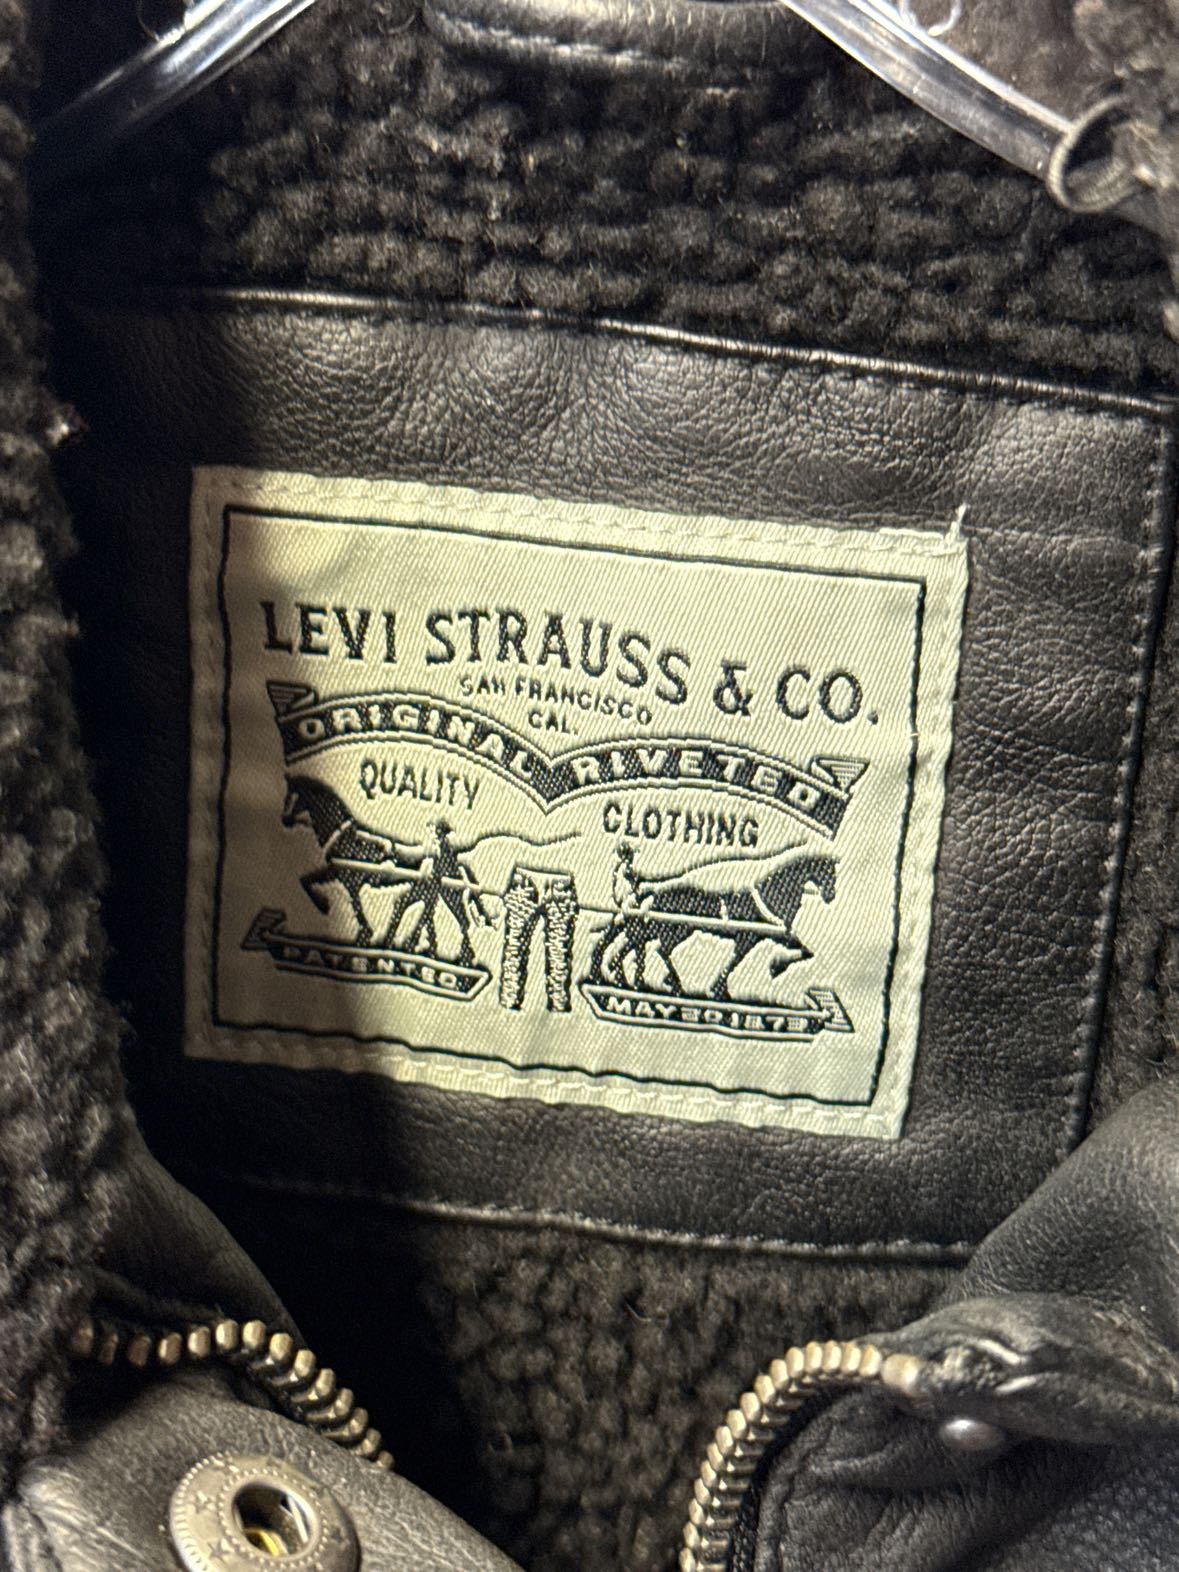 LEVI STRAUSS & CO.
SAN FRANCISCO
CAL.
ORIGINAL RIVETED
QUALITY CLOTHING
PATENTED
MAY 20 1873